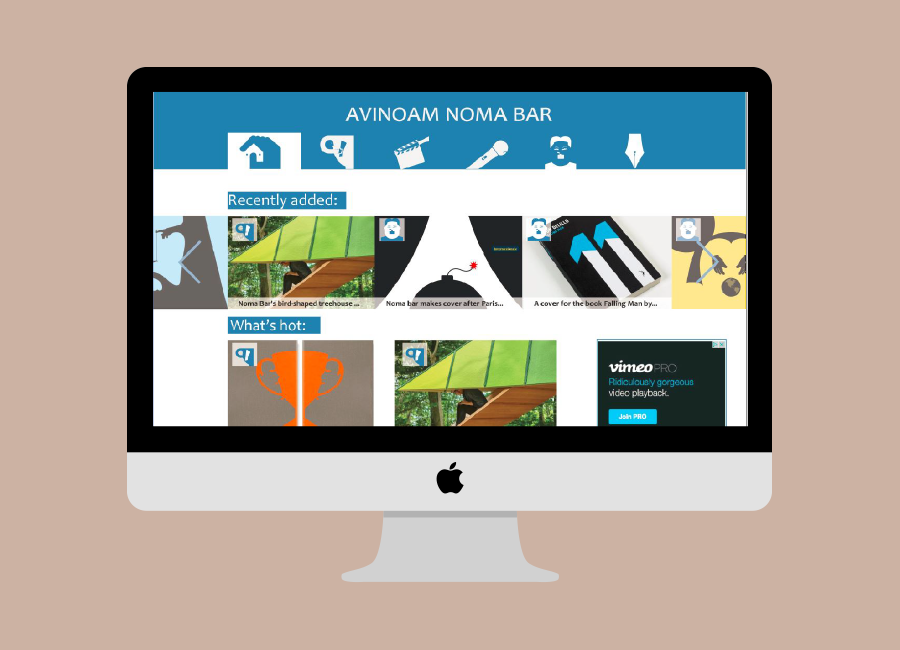 AVINOAM NOMA BAR
Recently added:
Noma Bar's bird-shaped treehouse ...
Noma bar makes cover after Paris...
A cover for the book Falling Man by...
What's hot:
vimeo PRO
Ridiculously gorgeous
video playback.
Join PRO